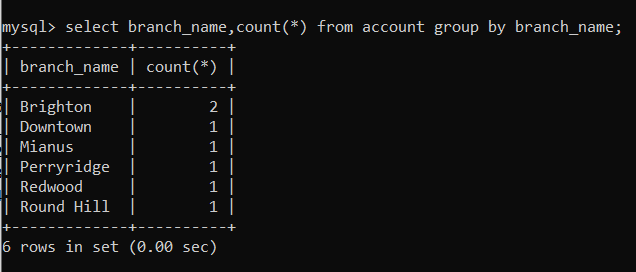 mysql> select branch_name,count(*) from account group by branch_name;
+-------------+----------+
| branch_name | count(*) |
+-------------+----------+
| Brighton    |        2 |
| Downtown    |        1 |
| Mianus      |        1 |
| Perryridge  |        1 |
| Redwood     |        1 |
| Round Hill  |        1 |
+-------------+----------+
6 rows in set (0.00 sec)